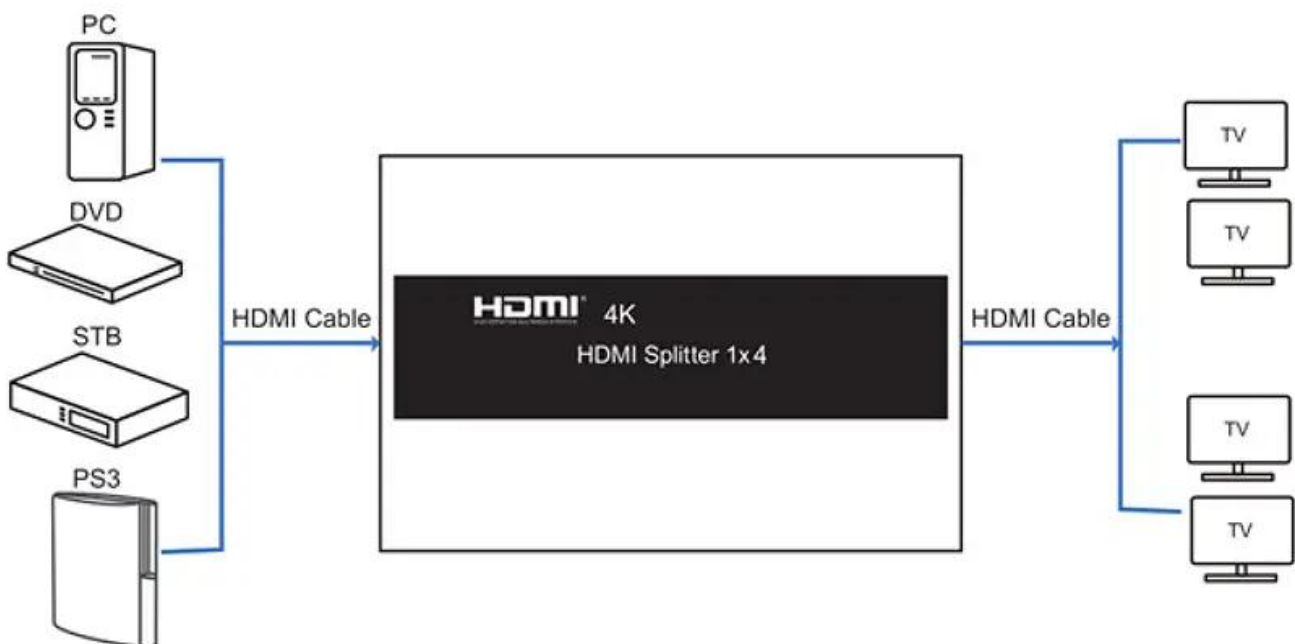 PC
DVD
STB
PS3
HDMI Cable
HDMI 4K
HDMI Splitter 1x4
HDMI Cable
TV
TV
TV
TV